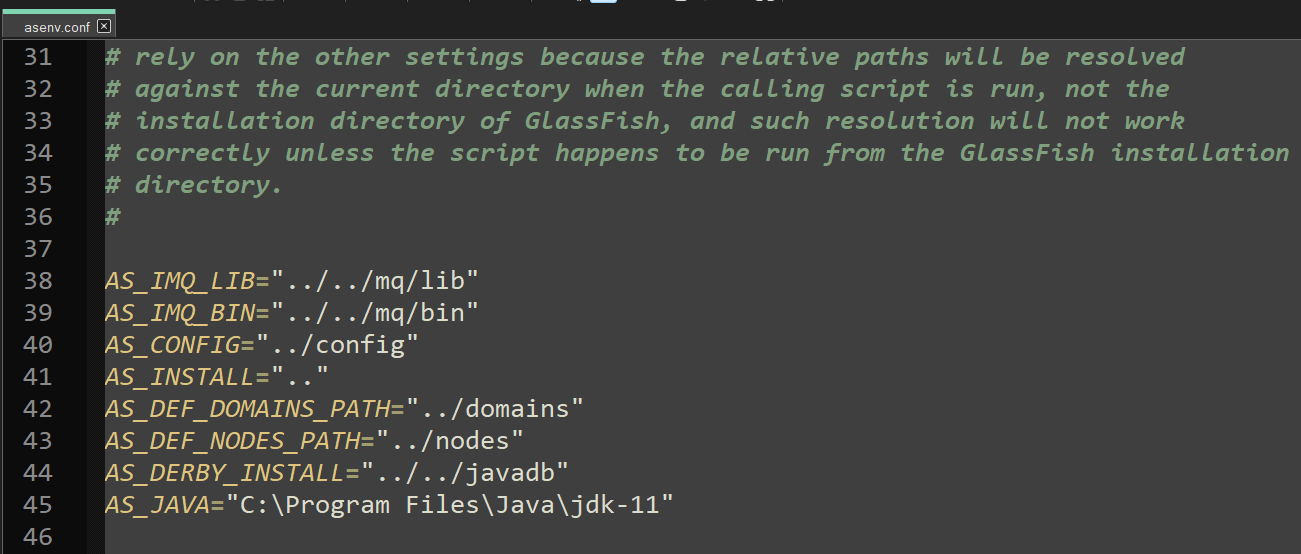 asenv.conf
31 # rely on the other settings because the relative paths will be resolved
32 # against the current directory when the calling script is run, not the
33 # installation directory of GlassFish, and such resolution will not work
34 # correctly unless the script happens to be run from the GlassFish installation
35 # directory.
36 #
37
38 AS_IMQ_LIB="../../mq/lib"
39 AS_IMQ_BIN="../../mq/bin"
40 AS_CONFIG="../config"
41 AS_INSTALL=".."
42 AS_DEF_DOMAINS_PATH="../domains"
43 AS_DEF_NODES_PATH="../nodes"
44 AS_DERBY_INSTALL="../../javadb"
45 AS_JAVA="C:\Program Files\Java\jdk-11"
46